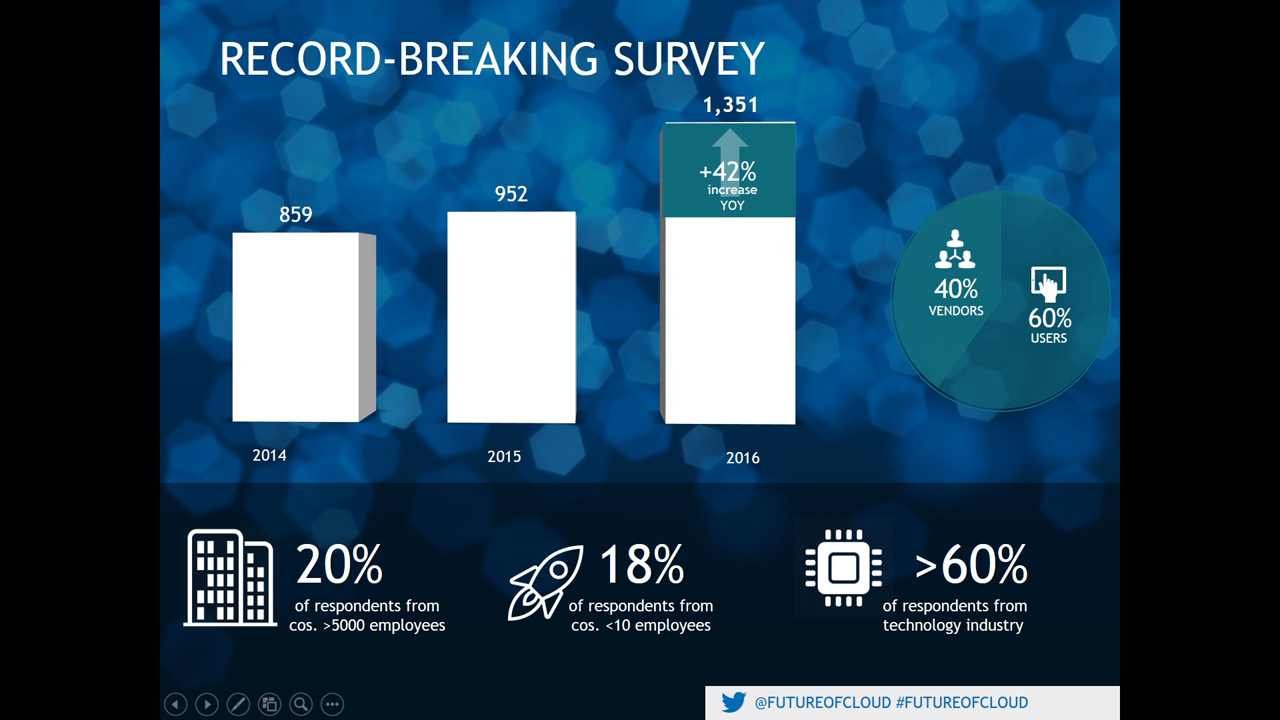 RECORD-BREAKING SURVEY
1,351
+42%
increase
YOY
952
859
40%
VENDORS
60%
USERS
2014
2015
2016
20%
of respondents from
cos. >5000 employees
18%
of respondents from
cos. <10 employees
>60%
of respondents from
technology industry
@FUTUREOFCLOUD #FUTUREOFCLOUD